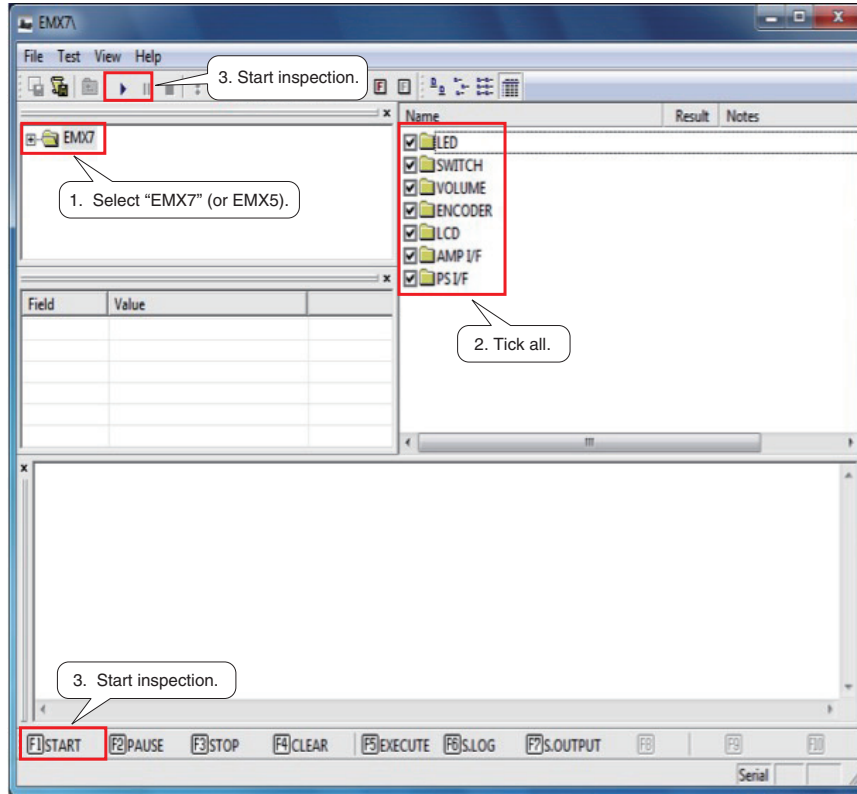 EMX7\
File Test View Help
3. Start inspection.
F F
Name Result Notes
EMX7
LED
SWITCH
VOLUME
ENCODER
LCD
AMP I/F
PS I/F
1. Select “EMX7” (or EMX5).
2. Tick all.
Field Value
3. Start inspection.
F1 START F2 PAUSE F3 STOP F4 CLEAR F5 EXECUTE F6 S.LOG F7 S.OUTPUT F8 F9 F10
Serial